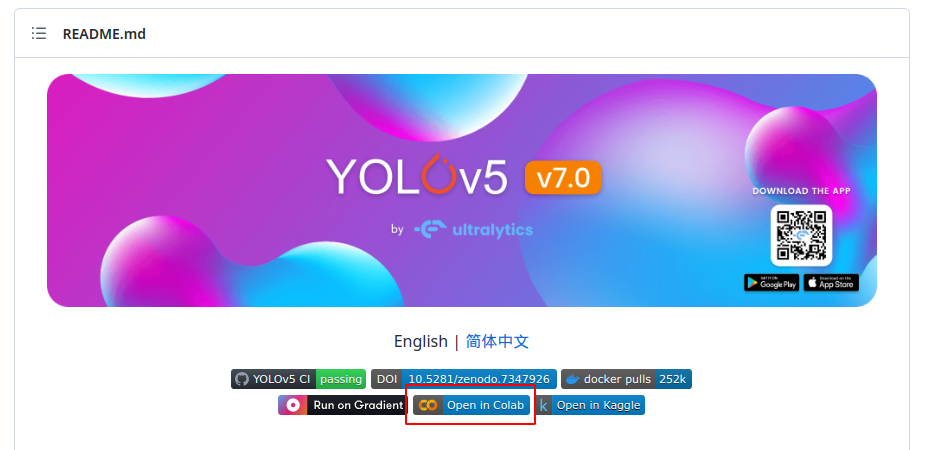 README.md
YOLOv5 v7.0
by ultralytics
DOWNLOAD THE APP
GET IT ON Google Play Download on the App Store
English | 简体中文
YOLOv5 CI passing DOI 10.5281/zenodo.7347926 docker pulls 252k
Run on Gradient Open in Colab k Open in Kaggle